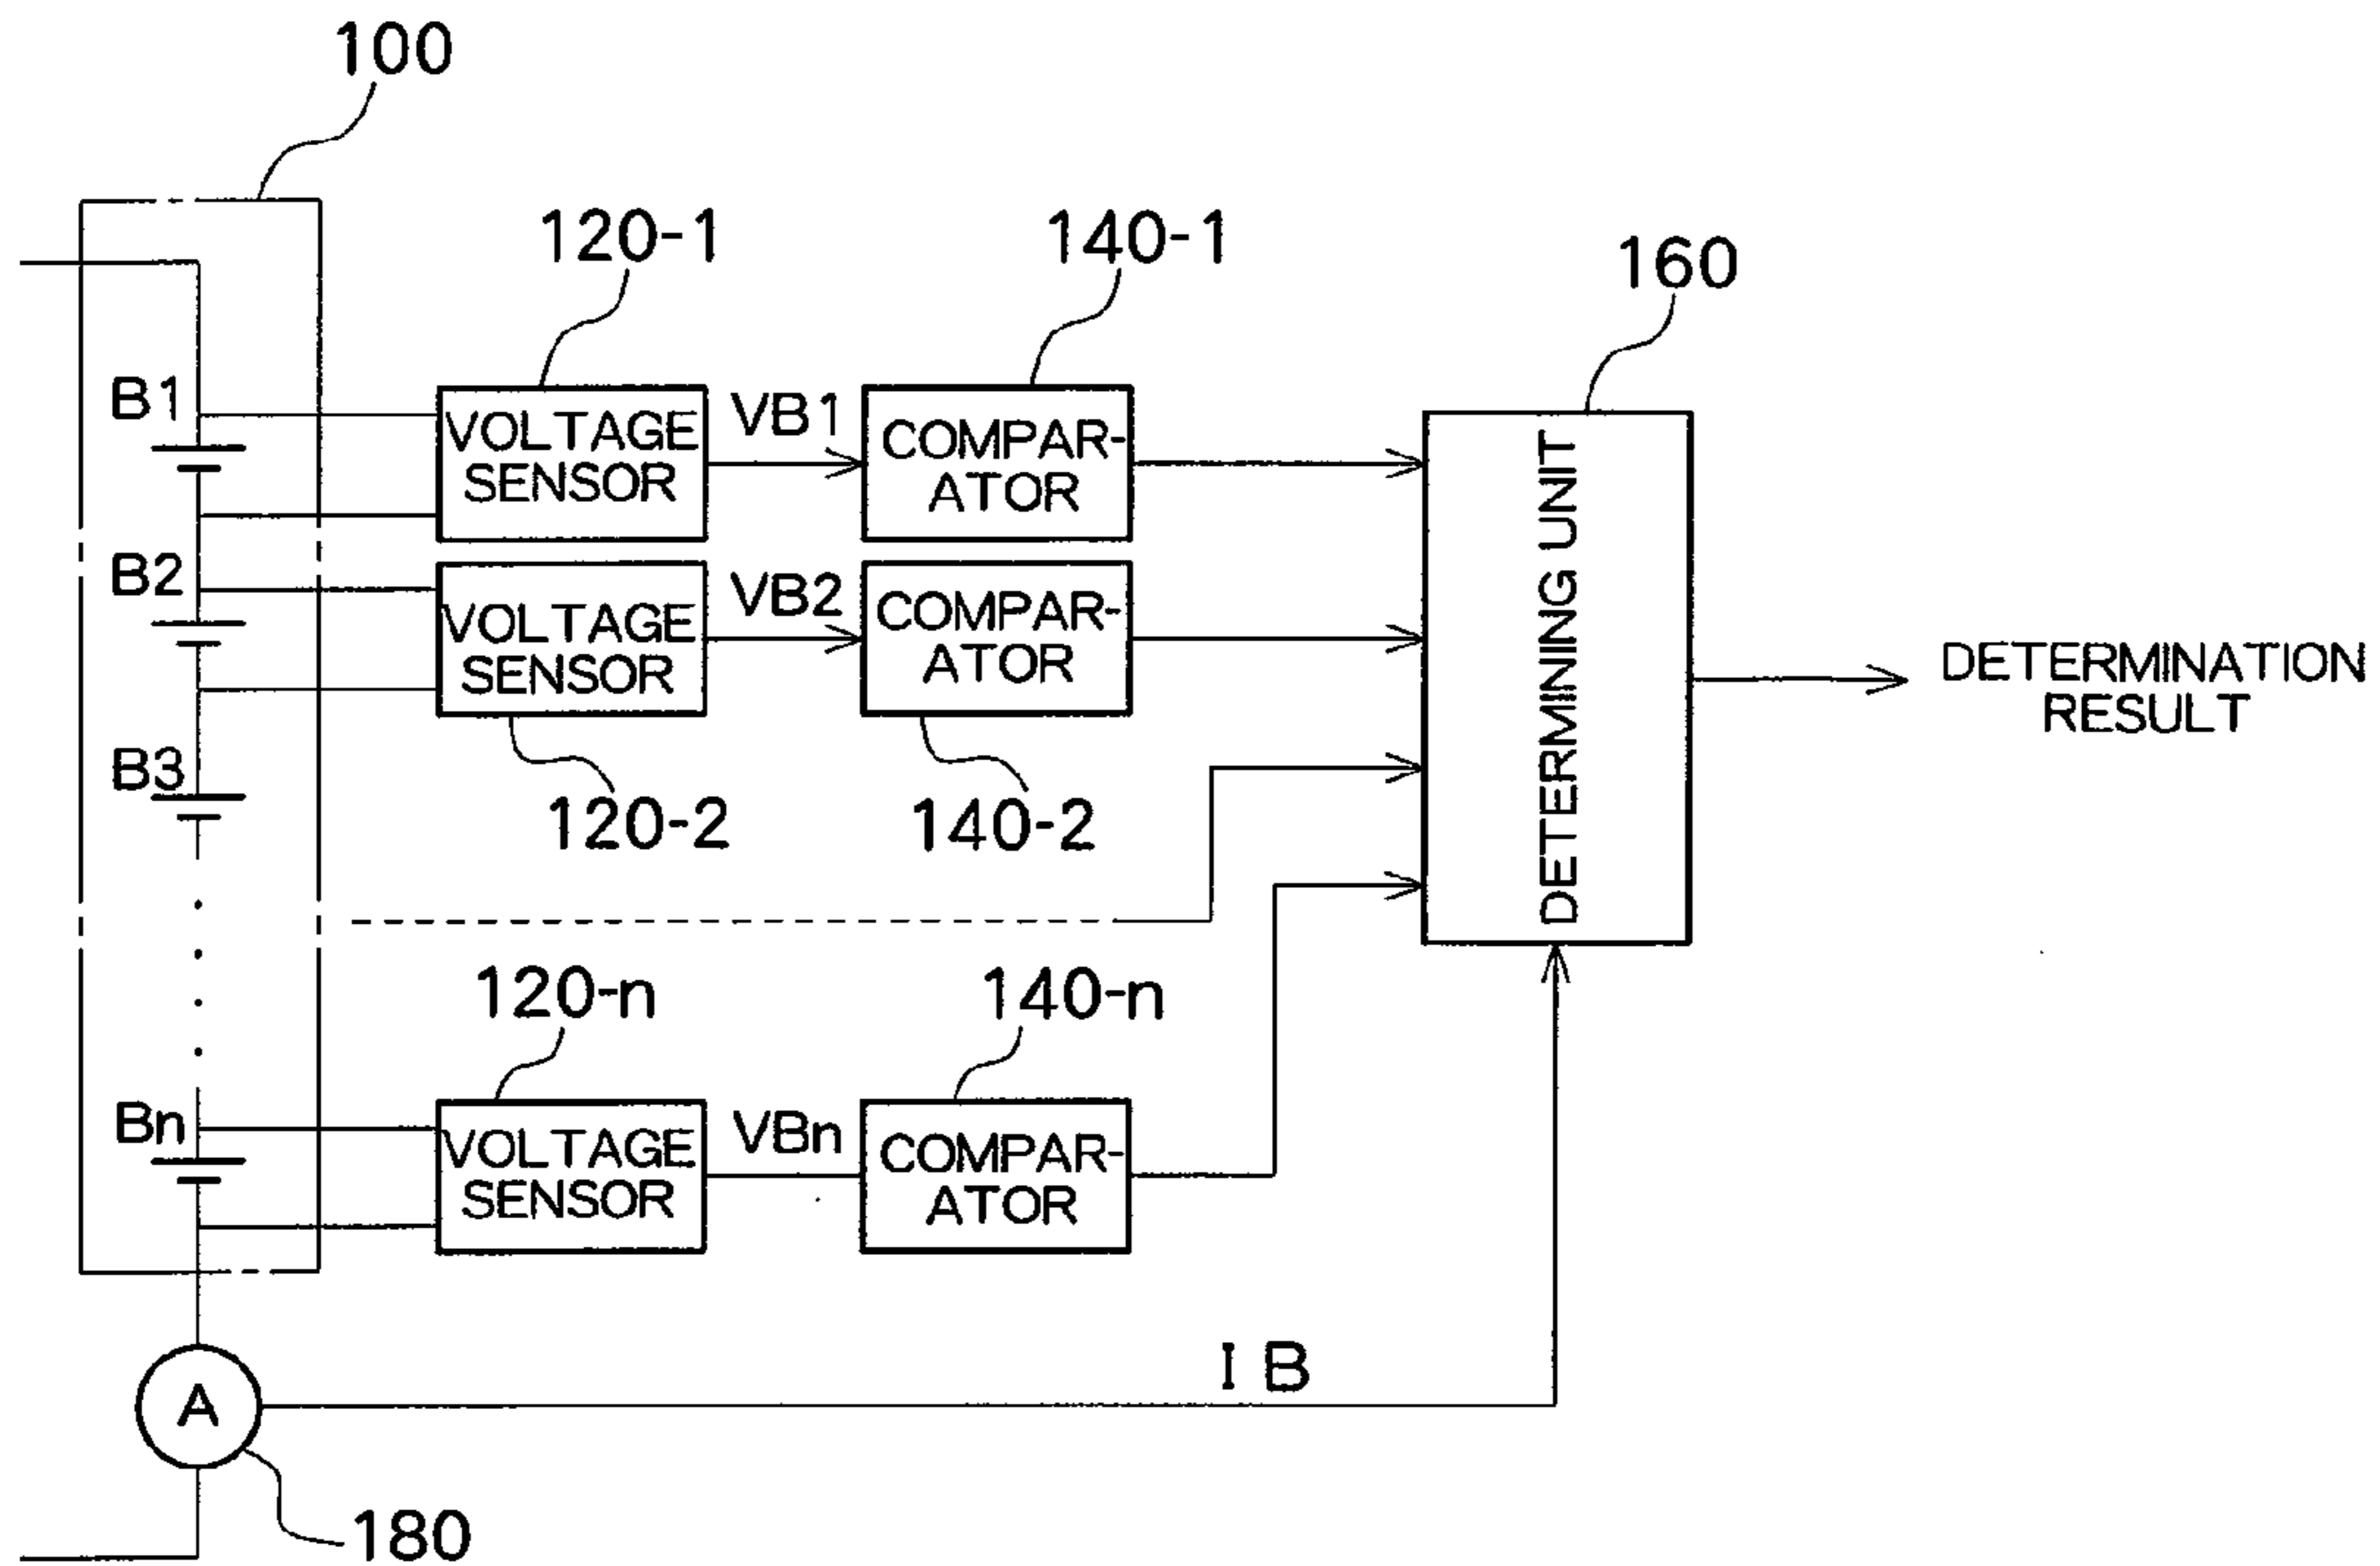 100
120-1
140-1
160
B1
VOLTAGE
SENSOR
VB1
COMPAR-
ATOR
B2
VOLTAGE
SENSOR
VB2
COMPAR-
ATOR
DETERMINING UNIT
DETERMINATION
RESULT
B3
120-2
140-2
120-n
140-n
Bn
VOLTAGE
SENSOR
VBn
COMPAR-
ATOR
IB
A
180